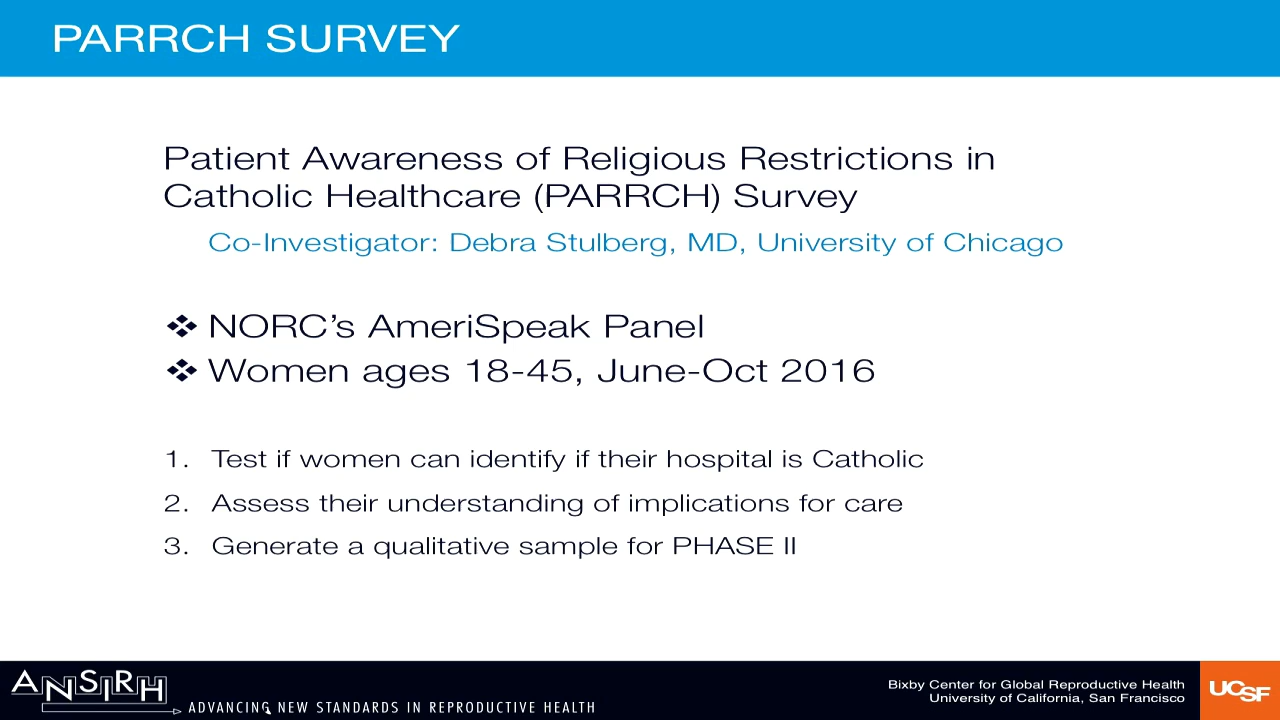 PARRCH SURVEY
Patient Awareness of Religious Restrictions in
Catholic Healthcare (PARRCH) Survey
Co-Investigator: Debra Stulberg, MD, University of Chicago
❖ NORC’s AmeriSpeak Panel
❖ Women ages 18-45, June-Oct 2016
1. Test if women can identify if their hospital is Catholic
2. Assess their understanding of implications for care
3. Generate a qualitative sample for PHASE II
ANSIRH
ADVANCING NEW STANDARDS IN REPRODUCTIVE HEALTH
Bixby Center for Global Reproductive Health
University of California, San Francisco
UCSF